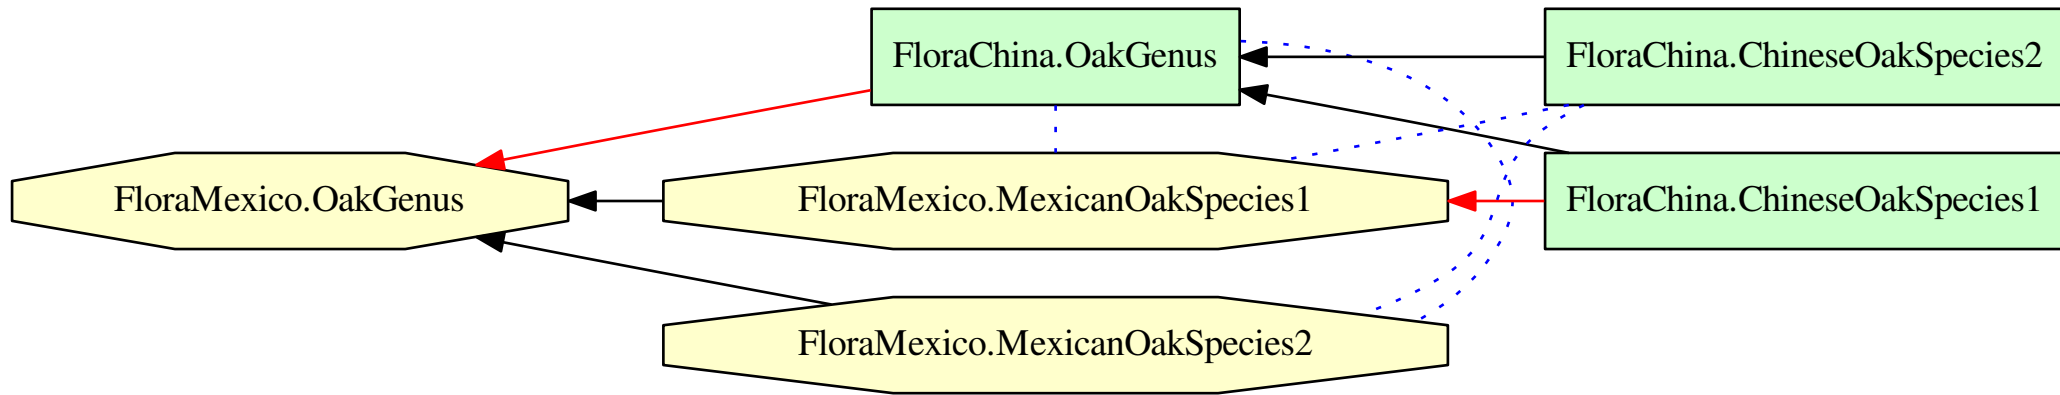 FloraChina.OakGenus
FloraChina.ChineseOakSpecies2
FloraMexico.OakGenus
FloraMexico.MexicanOakSpecies1
FloraChina.ChineseOakSpecies1
FloraMexico.MexicanOakSpecies2